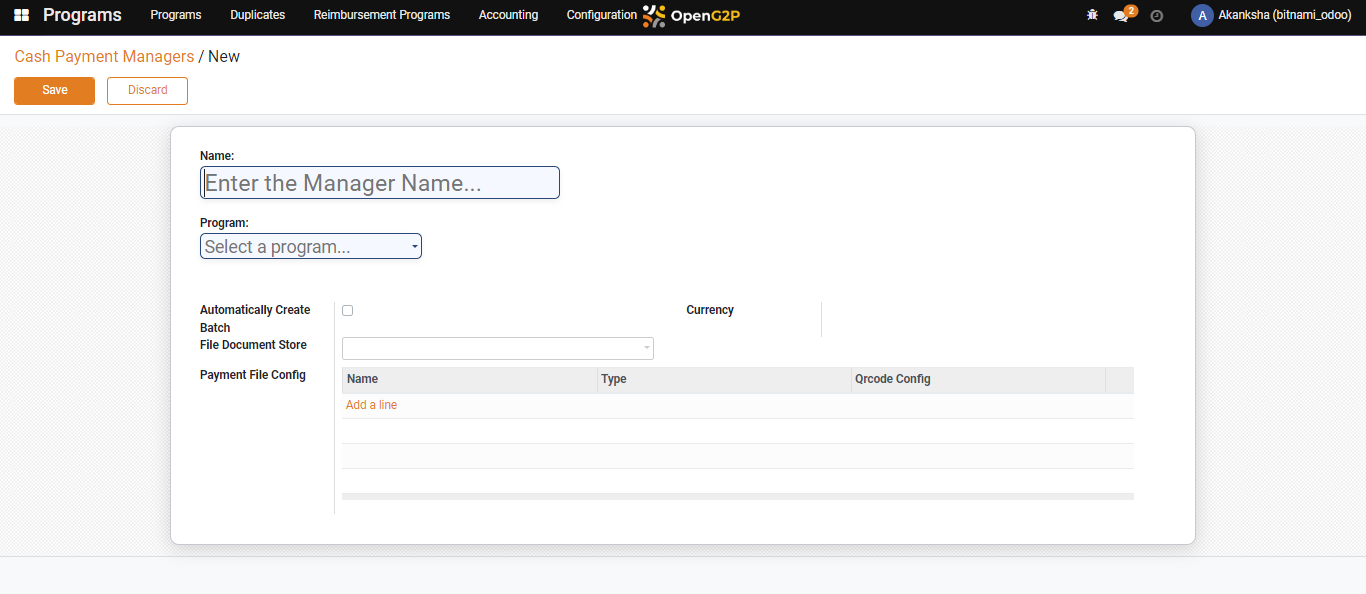 Programs Programs Duplicates Reimbursement Programs Accounting Configuration OpenG2P 2 A Akanksha (bitnami_odoo)
Cash Payment Managers / New
Save Discard
Name:
Enter the Manager Name...
Program:
Select a program...
Automatically Create Currency
Batch
File Document Store
Payment File Config Name Type Qrcode Config
Add a line